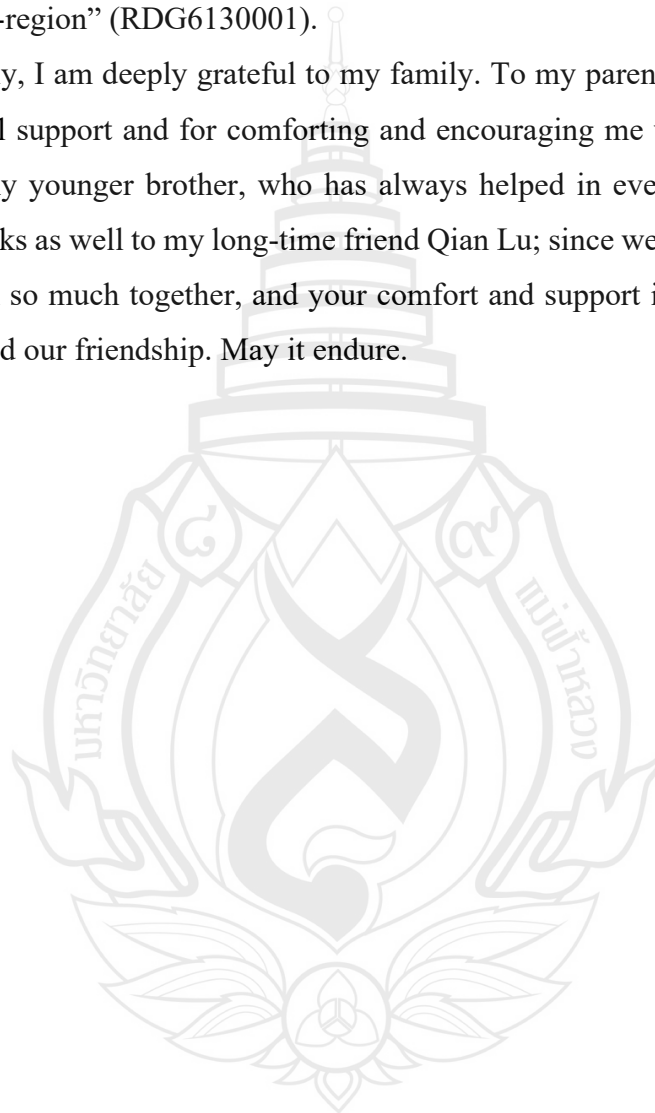 -region” (RDG6130001).
y, I am deeply grateful to my family. To my paren
l support and for comforting and encouraging me
y younger brother, who has always helped in eve
ks as well to my long-time friend Qian Lu; since we
so much together, and your comfort and support i
d our friendship. May it endure.
๘ ๙
มหาวิทยาลัย แม่ฟ้าหลวง